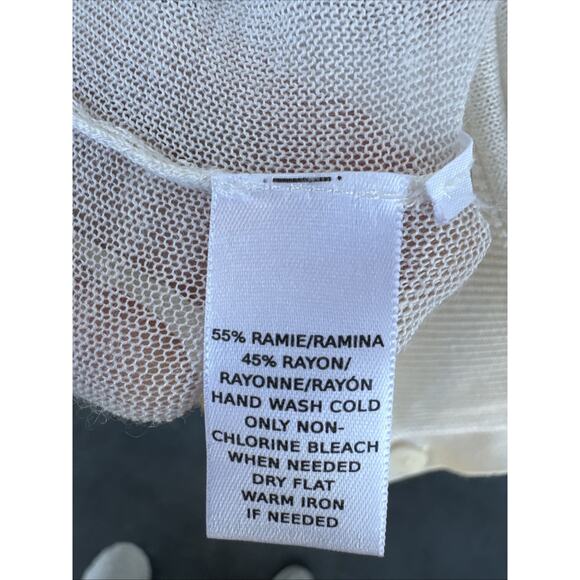 55% RAMIE/RAMINA
45% RAYON/
RAYONNE/RAYÓN
HAND WASH COLD
ONLY NON-
CHLORINE BLEACH
WHEN NEEDED
DRY FLAT
WARM IRON
IF NEEDED